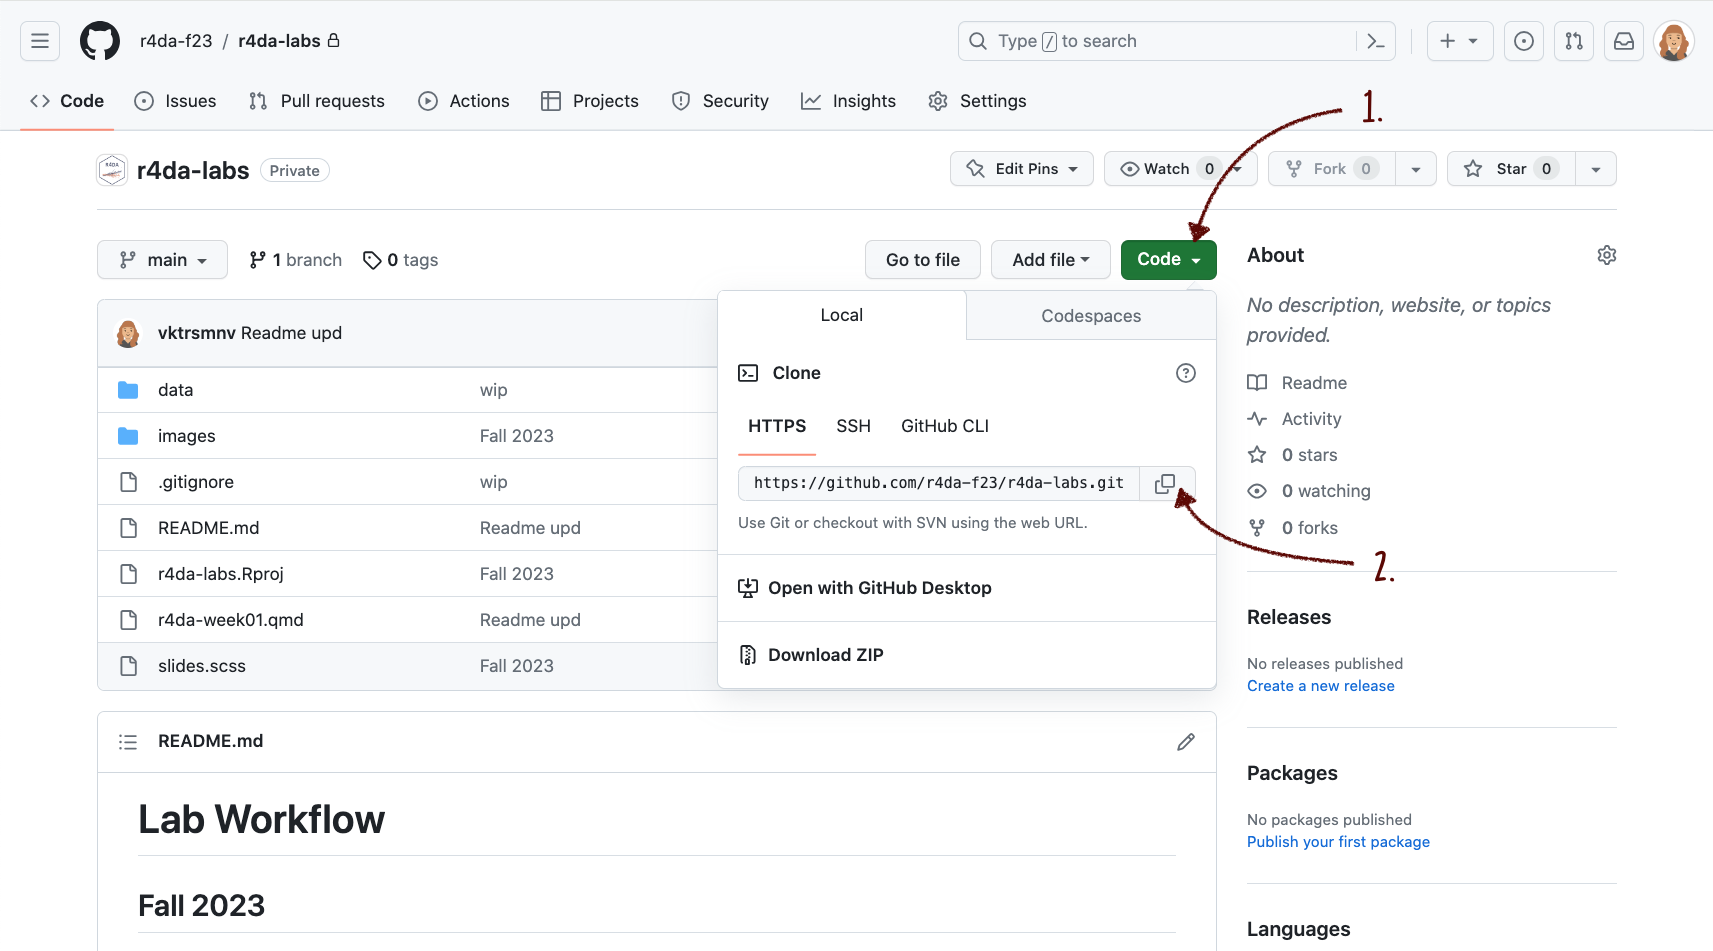 r4da-f23 / r4da-labs
Type / to search
Code
Issues
Pull requests
Actions
Projects
Security
Insights
Settings
1.
r4da-labs Private
Edit Pins
Watch 0
Fork 0
Star 0
main
1 branch
0 tags
Go to file
Add file
Code
vktrsmnv Readme upd
data wip
images Fall 2023
.gitignore wip
README.md Readme upd
r4da-labs.Rproj Fall 2023
r4da-week01.qmd Readme upd
slides.scss Fall 2023
Local
Codespaces
Clone
HTTPS SSH GitHub CLI
https://github.com/r4da-f23/r4da-labs.git
Use Git or checkout with SVN using the web URL.
2.
Open with GitHub Desktop
Download ZIP
About
No description, website, or topics
provided.
Readme
Activity
0 stars
0 watching
0 forks
Releases
No releases published
Create a new release
Packages
No packages published
Publish your first package
Languages
README.md
Lab Workflow
Fall 2023